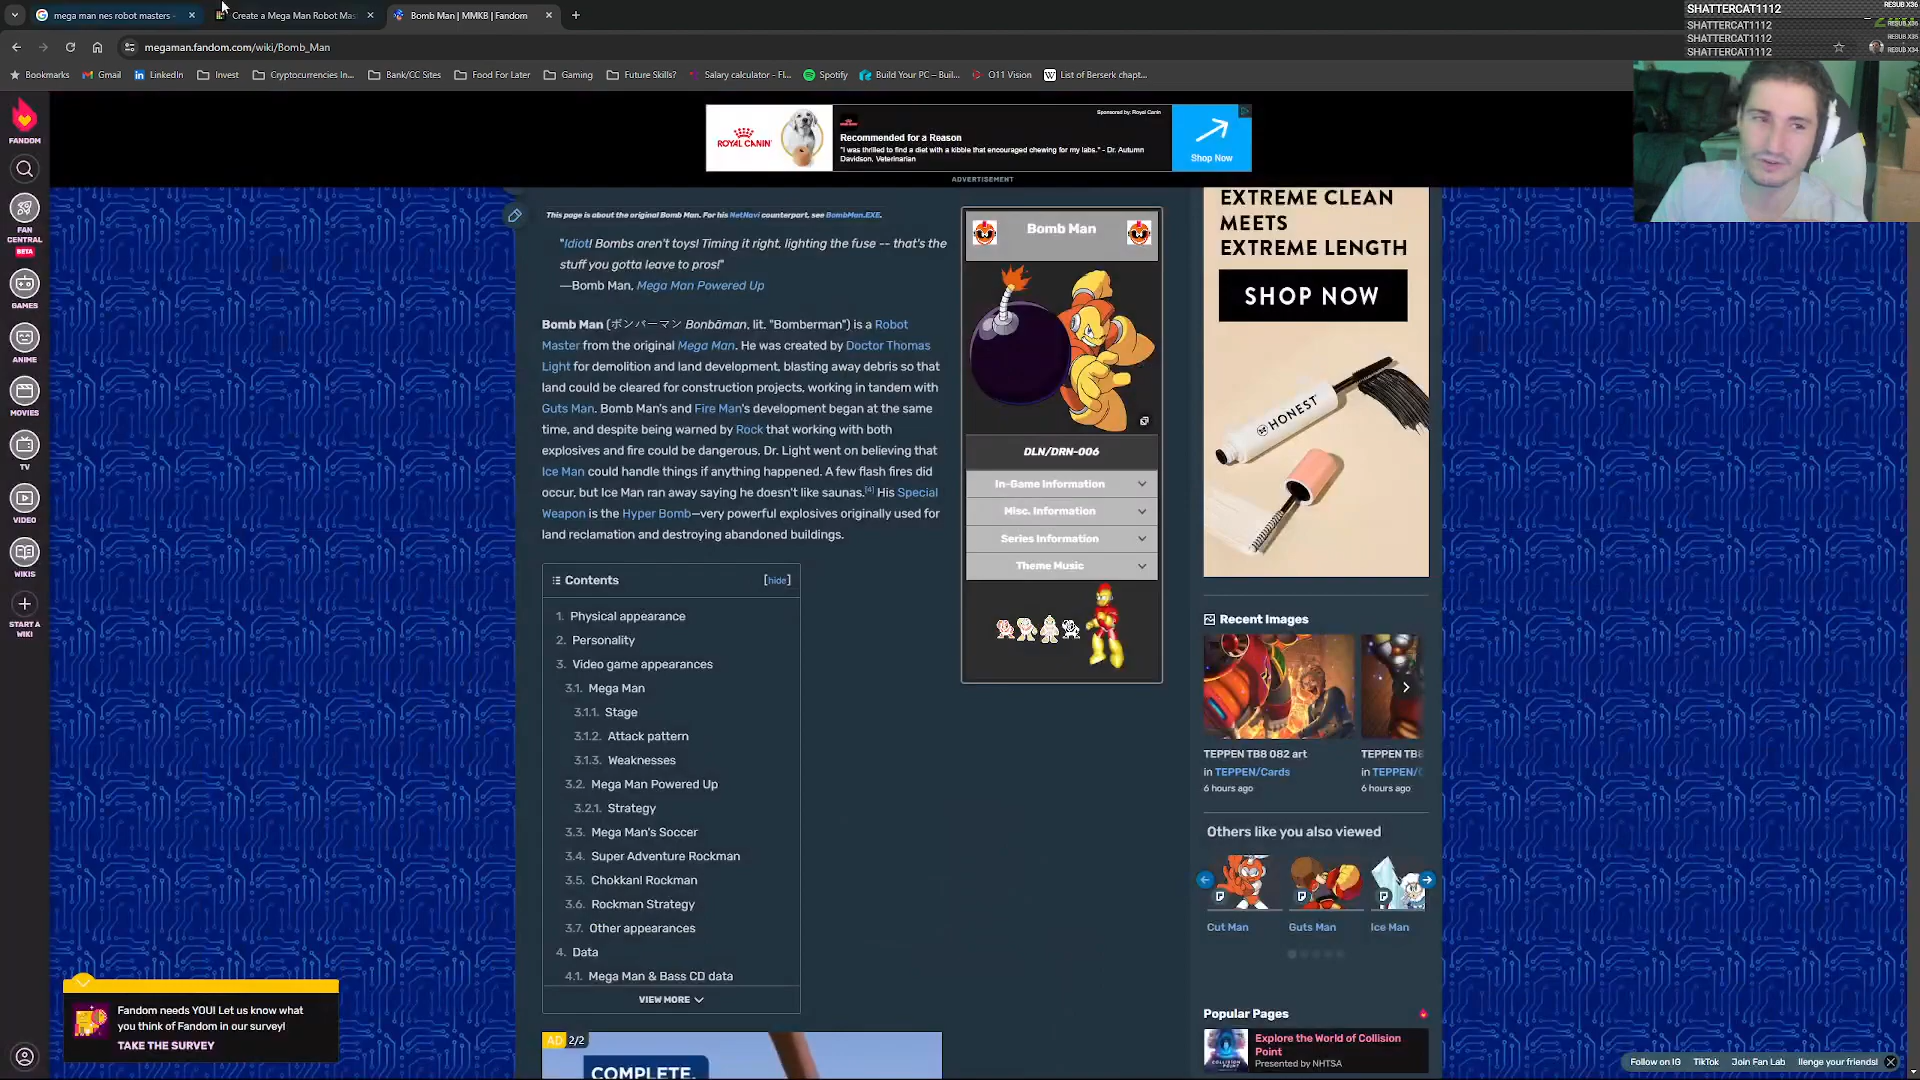 mega man nes robot masters -
Create a Mega Man Robot Mas
Bomb Man | MMKB | Fandom
SHATTERCAT1112
RESUB X36
SHATTERCAT1112
SHATTERCAT1112
RESUB X35
SHATTERCAT1112
RESUB X34
megaman.fandom.com/wiki/Bomb_Man
Bookmarks
Gmail
LinkedIn
Invest
Cryptocurrencies In...
Bank/CC Sites
Food For Later
Gaming
Future Skills?
Salary calculator - Fl...
Spotify
Build Your PC – Buil...
O11 Vision
List of Berserk chapt...
FANDOM
FAN
CENTRAL
BETA
GAMES
ANIME
MOVIES
TV
VIDEO
WIKIS
START A
WIKI
ROYAL CANIN
Sponsored by: Royal Canin
Recommended for a Reason
"I was thrilled to find a diet with a kibble that encouraged chewing for my labs." - Dr. Autumn
Davidson, Veterinarian
Shop Now
ADVERTISEMENT
This page is about the original Bomb Man. For his NetNavi counterpart, see BombMan.EXE.
"Idiot! Bombs aren't toys! Timing it right, lighting the fuse -- that's the
stuff you gotta leave to pros!"
—Bomb Man, Mega Man Powered Up
Bomb Man (ボンバーマン Bonbāman, lit. "Bomberman") is a Robot
Master from the original Mega Man. He was created by Doctor Thomas
Light for demolition and land development, blasting away debris so that
land could be cleared for construction projects, working in tandem with
Guts Man. Bomb Man's and Fire Man's development began at the same
time, and despite being warned by Rock that working with both
explosives and fire could be dangerous, Dr. Light went on believing that
Ice Man could handle things if anything happened. A few flash fires did
occur, but Ice Man ran away saying he doesn't like saunas.[4] His Special
Weapon is the Hyper Bomb—very powerful explosives originally used for
land reclamation and destroying abandoned buildings.
Contents [hide]
1. Physical appearance
2. Personality
3. Video game appearances
3.1. Mega Man
3.1.1. Stage
3.1.2. Attack pattern
3.1.3. Weaknesses
3.2. Mega Man Powered Up
3.2.1. Strategy
3.3. Mega Man's Soccer
3.4. Super Adventure Rockman
3.5. Chokkan! Rockman
3.6. Rockman Strategy
3.7. Other appearances
4. Data
4.1. Mega Man & Bass CD data
VIEW MORE
AD 2/2
COMPLETE.
Bomb Man
DLN/DRN-006
In-Game Information
Misc. Information
Series Information
Theme Music
EXTREME CLEAN
MEETS
EXTREME LENGTH
SHOP NOW
HONEST
Recent Images
TEPPEN TB8 082 art
in TEPPEN/Cards
6 hours ago
TEPPEN TB8
in TEPPEN/C
6 hours ago
Others like you also viewed
Cut Man
Guts Man
Ice Man
Popular Pages
Explore the World of Collision
Point
Presented by NHTSA
Fandom needs YOU! Let us know what
you think of Fandom in our survey!
TAKE THE SURVEY
Follow on IG
TikTok
Join Fan Lab
llenge your friends!